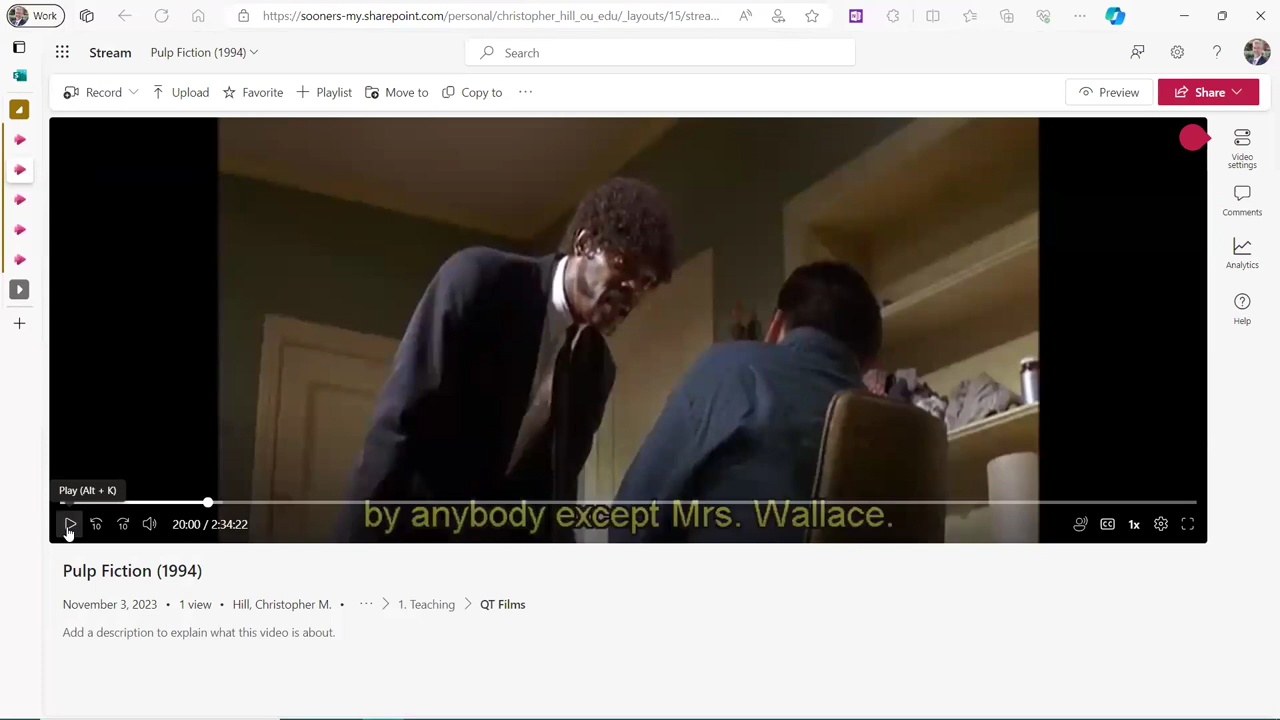 Work
https://sooners-my.sharepoint.com/personal/christopher_hill_ou_edu/_layouts/15/strea...
Stream
Pulp Fiction (1994)
Search
Record
Upload
Favorite
Playlist
Move to
Copy to
Preview
Share
Video
settings
Comments
Analytics
Help
Play (Alt + K)
by anybody except Mrs. Wallace.
10
10
20:00 / 2:34:22
CC
1x
Pulp Fiction (1994)
November 3, 2023 • 1 view • Hill, Christopher M. • ... > 1. Teaching > QT Films
Add a description to explain what this video is about.